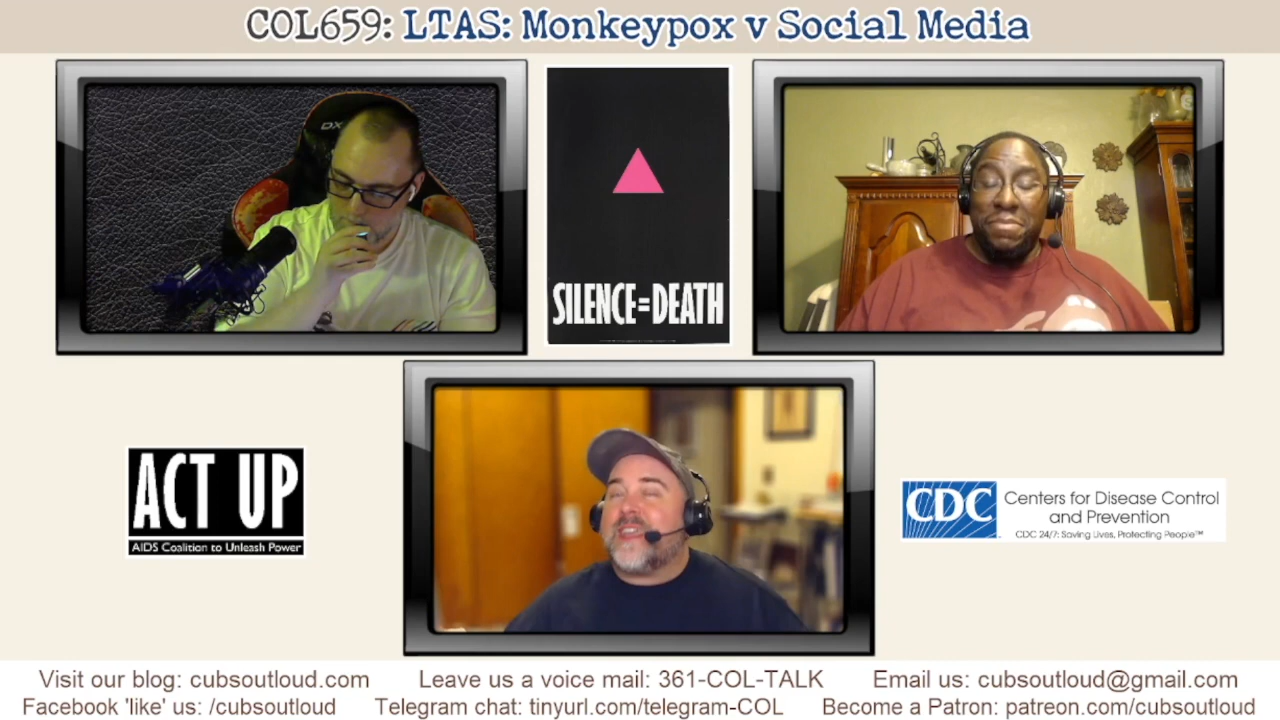 COL659: LTAS: Monkeypox v Social Media
DX
SILENCE=DEATH
ACT UP
AIDS Coalition to Unleash Power
CDC
Centers for Disease Control
and Prevention
CDC 24/7: Saving Lives, Protecting People™
Visit our blog: cubsoutloud.com Leave us a voice mail: 361-COL-TALK Email us: cubsoutloud@gmail.com
Facebook 'like' us: /cubsoutloud Telegram chat: tinyurl.com/telegram-COL Become a Patron: patreon.com/cubsoutloud